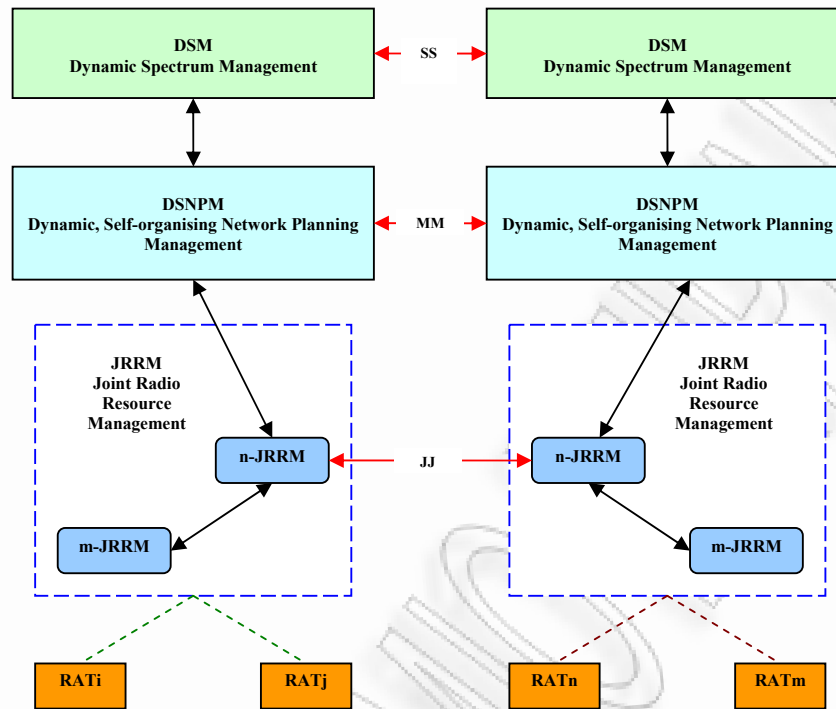 DSM
Dynamic Spectrum Management
SS
DSM
Dynamic Spectrum Management
DSNPM
Dynamic, Self-organising Network Planning
Management
MM
DSNPM
Dynamic, Self-organising Network Planning
Management
JRRM
Joint Radio
Resource
Management
n-JRRM
m-JRRM
JJ
JRRM
Joint Radio
Resource
Management
n-JRRM
m-JRRM
RATi
RATj
RATn
RATm